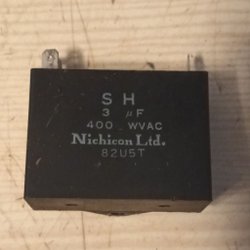 SH
3 µF
400 WVAC
Nichicon Ltd.
82U5T